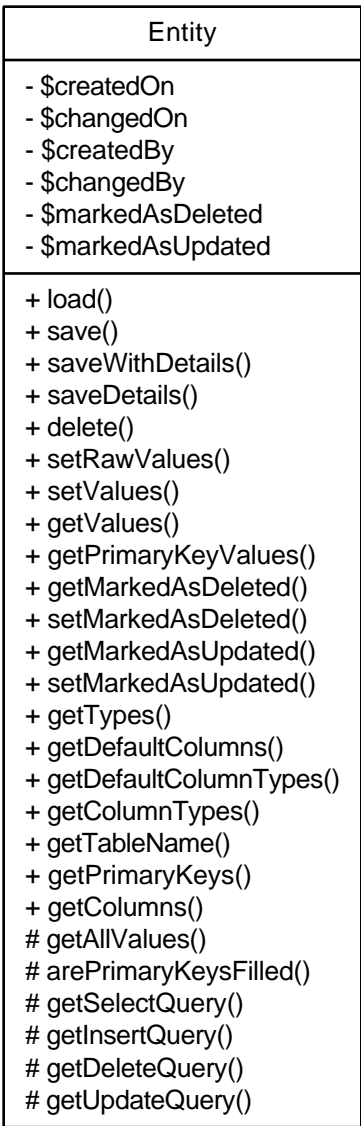 Entity
- $createdOn
- $changedOn
- $createdBy
- $changedBy
- $markedAsDeleted
- $markedAsUpdated
+ load()
+ save()
+ saveWithDetails()
+ saveDetails()
+ delete()
+ setRawValues()
+ setValues()
+ getValues()
+ getPrimaryKeyValues()
+ getMarkedAsDeleted()
+ setMarkedAsDeleted()
+ getMarkedAsUpdated()
+ setMarkedAsUpdated()
+ getTypes()
+ getDefaultColumns()
+ getDefaultColumnTypes()
+ getColumnTypes()
+ getTableName()
+ getPrimaryKeys()
+ getColumns()
# getAllValues()
# arePrimaryKeysFilled()
# getSelectQuery()
# getInsertQuery()
# getDeleteQuery()
# getUpdateQuery()